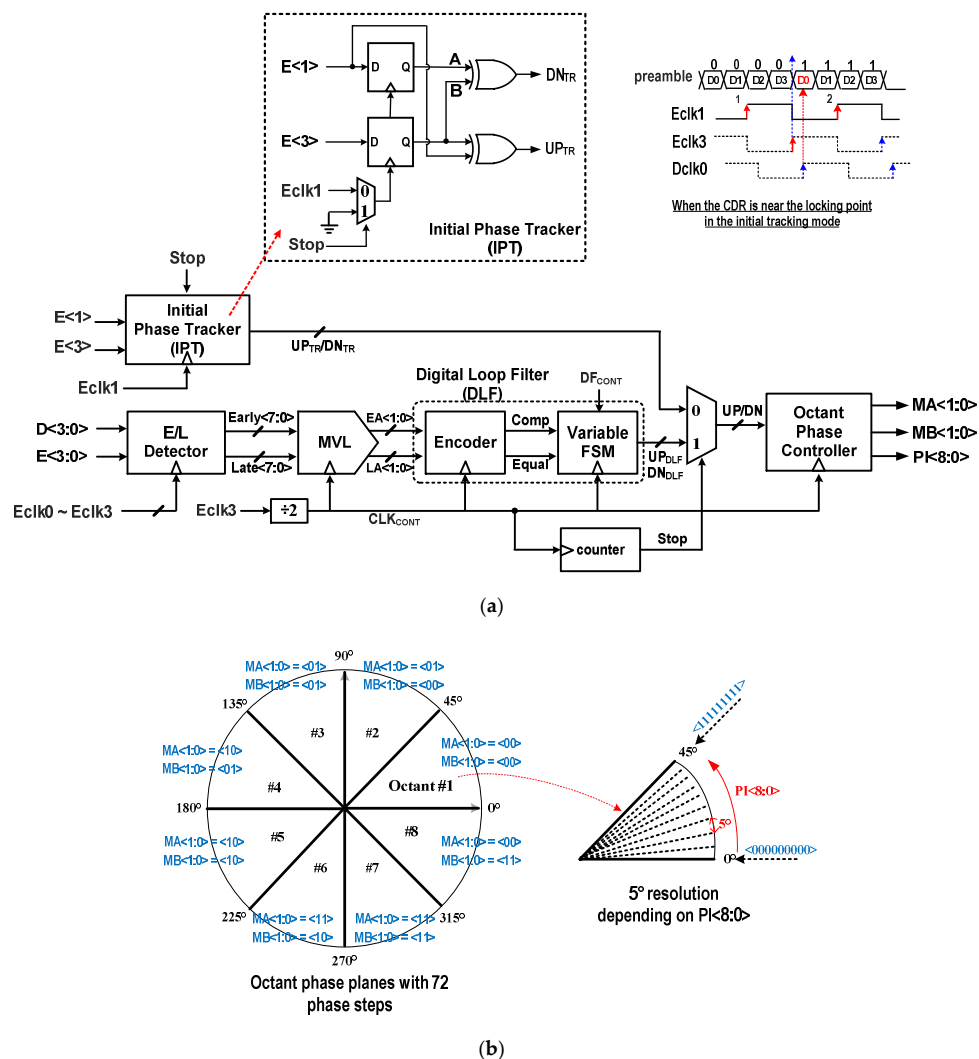 E<1>
D
Q
A
B
DNTR
E<3>
D
Q
UPTR
Eclk1
0
1
Stop
Initial Phase Tracker
(IPT)
0 0 0 0 1 1 1 1
preamble
D0 D1 D2 D3 D0 D1 D2 D3
1
2
Eclk1
Eclk3
Dclk0
When the CDR is near the locking point
in the initial tracking mode
Stop
E<1>
E<3>
Initial
Phase Tracker
(IPT)
Eclk1
UPTR/DNTR
Digital Loop Filter
(DLF)
DFCONT
D<3:0>
E<3:0>
E/L
Detector
Early<7:0>
Late<7:0>
MVL
EA<1:0>
LA<1:0>
Encoder
Comp
Equal
Variable
FSM
UPDLF
DNDLF
0
1
UP/DN
Octant
Phase
Controller
MA<1:0>
MB<1:0>
PI<8:0>
Eclk0 ~ Eclk3
Eclk3
÷2
CLKCONT
counter
Stop
(a)
90°
MA<1:0> = <01>
MB<1:0> = <01>
MA<1:0> = <01>
MB<1:0> = <00>
135°
45°
#3
#2
MA<1:0> = <10>
MB<1:0> = <01>
MA<1:0> = <00>
MB<1:0> = <00>
#4
Octant #1
180°
0°
#5
#8
MA<1:0> = <10>
MB<1:0> = <10>
MA<1:0> = <00>
MB<1:0> = <11>
#6
#7
225°
315°
MA<1:0> = <11>
MB<1:0> = <10>
MA<1:0> = <11>
MB<1:0> = <11>
270°
Octant phase planes with 72
phase steps
<111111111>
45°
PI<8:0>
5°
0°
<000000000>
5° resolution
depending on PI<8:0>
(b)